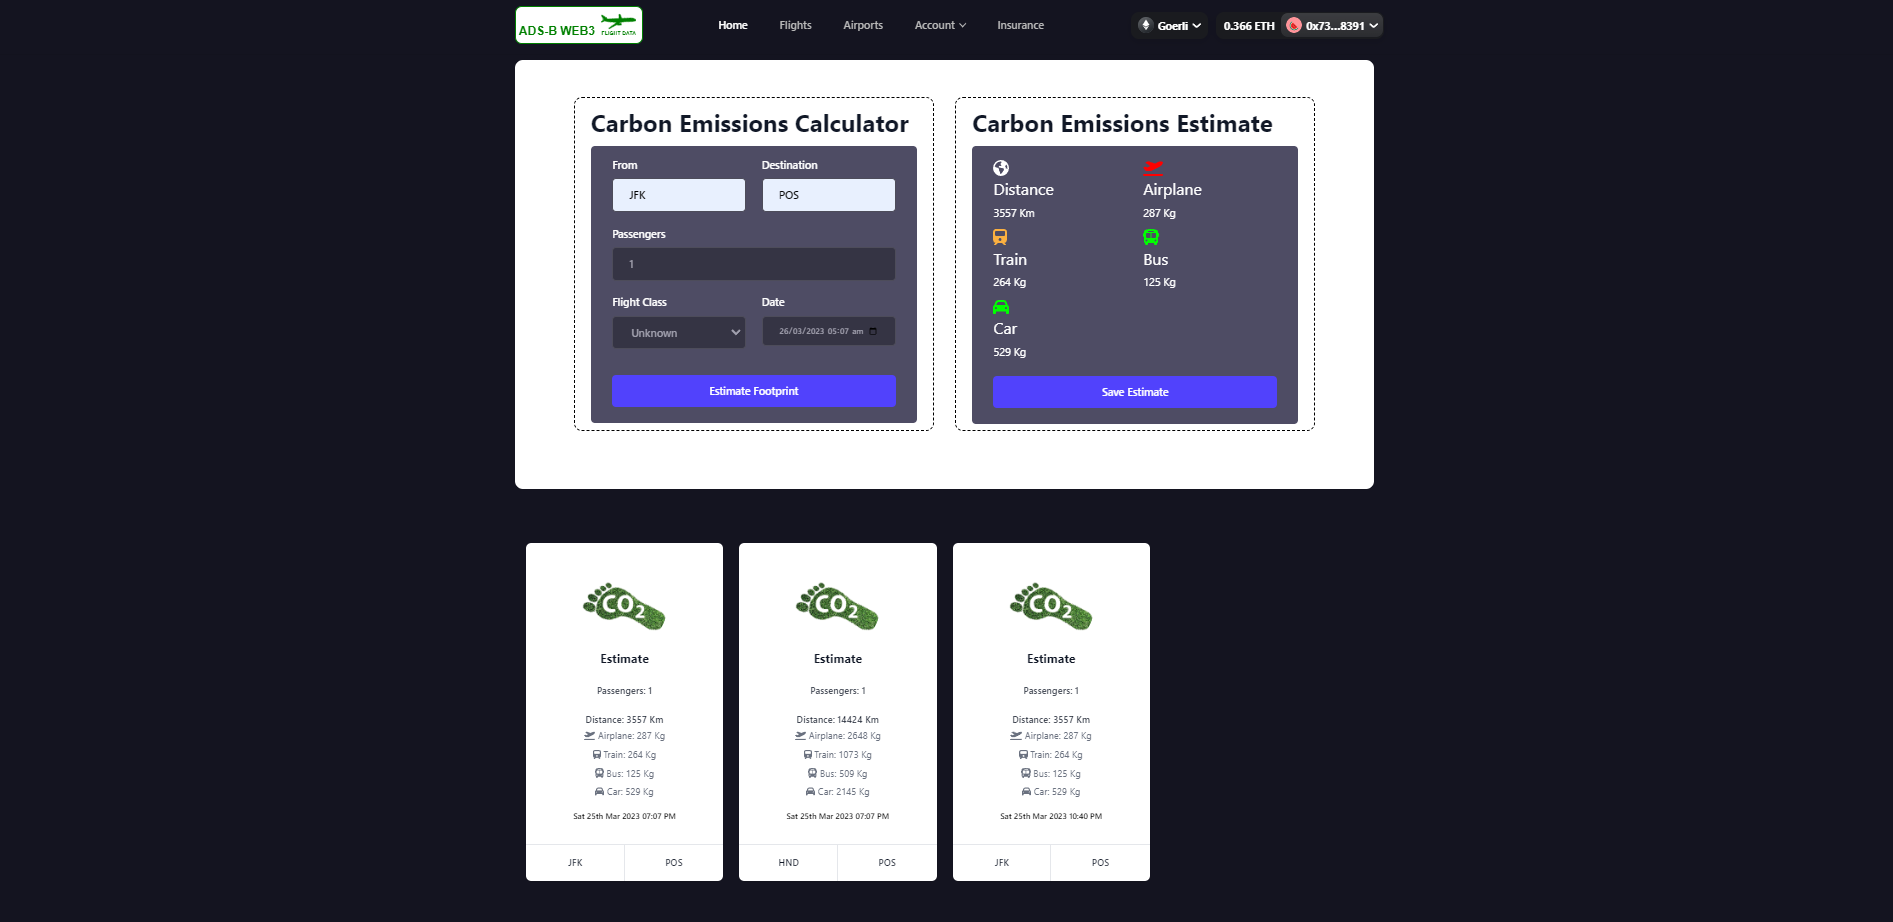 ADS-B WEB3 FLIGHT DATA
Home Flights Airports Account Insurance
Goerli
0.366 ETH 0x73...8391
Carbon Emissions Calculator
From Destination
JFK POS
Passengers
1
Flight Class Date
Unknown 26/03/2023 05:07 am
Estimate Footprint
Carbon Emissions Estimate
Distance Airplane
3557 Km 287 Kg
Train Bus
264 Kg 125 Kg
Car
529 Kg
Save Estimate
CO2
Estimate
Passengers: 1
Distance: 3557 Km
Airplane: 287 Kg
Train: 264 Kg
Bus: 125 Kg
Car: 529 Kg
Sat 25th Mar 2023 07:07 PM
JFK POS
CO2
Estimate
Passengers: 1
Distance: 14424 Km
Airplane: 2648 Kg
Train: 1073 Kg
Bus: 509 Kg
Car: 2145 Kg
Sat 25th Mar 2023 07:07 PM
HND POS
CO2
Estimate
Passengers: 1
Distance: 3557 Km
Airplane: 287 Kg
Train: 264 Kg
Bus: 125 Kg
Car: 529 Kg
Sat 25th Mar 2023 10:40 PM
JFK POS